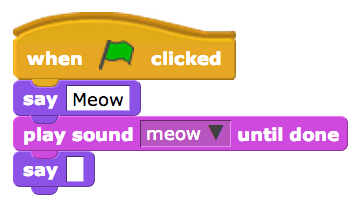 when clicked
say Meow
play sound meow until done
say